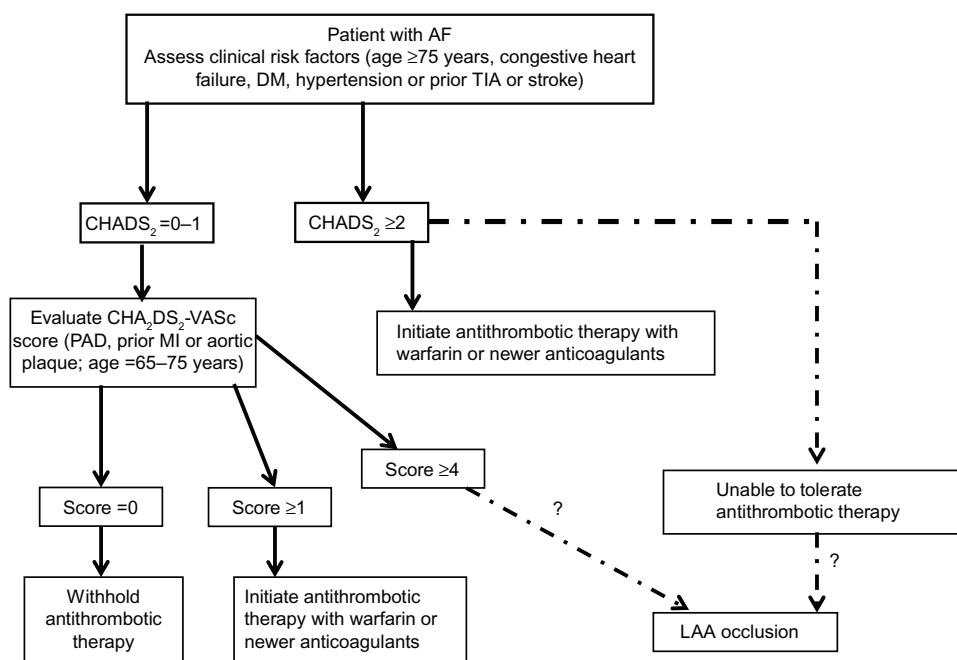 Patient with AF
Assess clinical risk factors (age ≥75 years, congestive heart
failure, DM, hypertension or prior TIA or stroke)
CHADS₂ =0–1
CHADS₂ ≥2
Evaluate CHA₂DS₂-VASc
score (PAD, prior MI or aortic
plaque; age =65–75 years)
Initiate antithrombotic therapy with
warfarin or newer anticoagulants
Score ≥4
Unable to tolerate
antithrombotic therapy
Score =0
Score ≥1
?
?
Withhold
antithrombotic
therapy
Initiate antithrombotic
therapy with warfarin or
newer anticoagulants
LAA occlusion